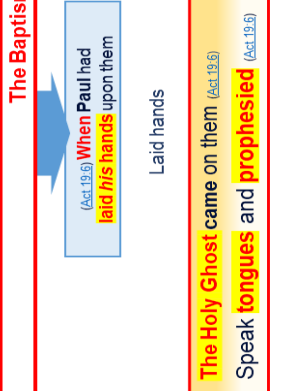 The Baptis
(Act 19:6) When Paul had
laid his hands upon them
Laid hands
The Holy Ghost came on them (Act 19:6)
Speak tongues and prophesied (Act 19:6)